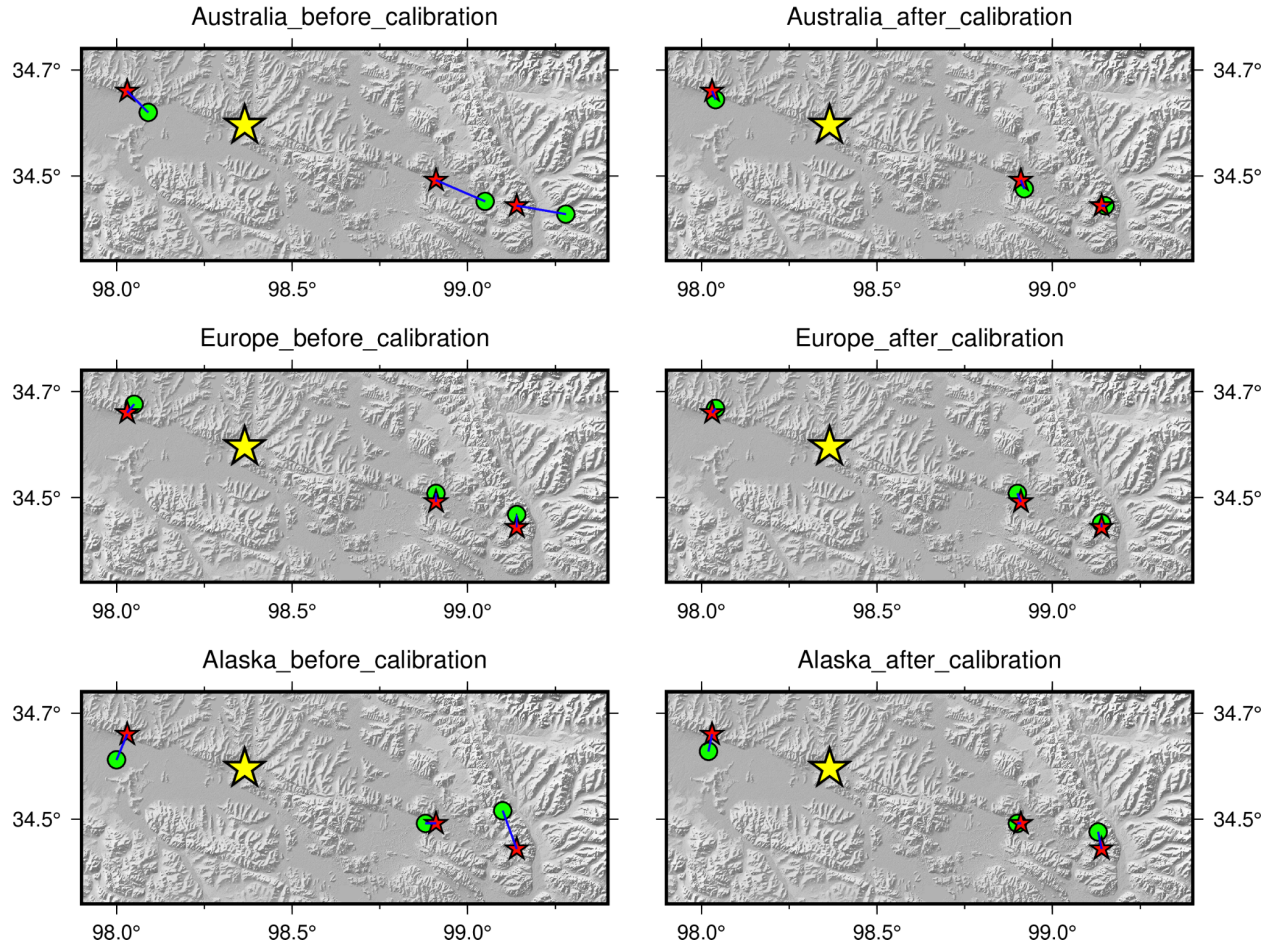 Australia_before_calibration Australia_after_calibration
34.7° 34.7°
34.5° 34.5°
98.0° 98.5° 99.0° 98.0° 98.5° 99.0°
Europe_before_calibration Europe_after_calibration
34.7° 34.7°
34.5° 34.5°
98.0° 98.5° 99.0° 98.0° 98.5° 99.0°
Alaska_before_calibration Alaska_after_calibration
34.7° 34.7°
34.5° 34.5°
98.0° 98.5° 99.0° 98.0° 98.5° 99.0°